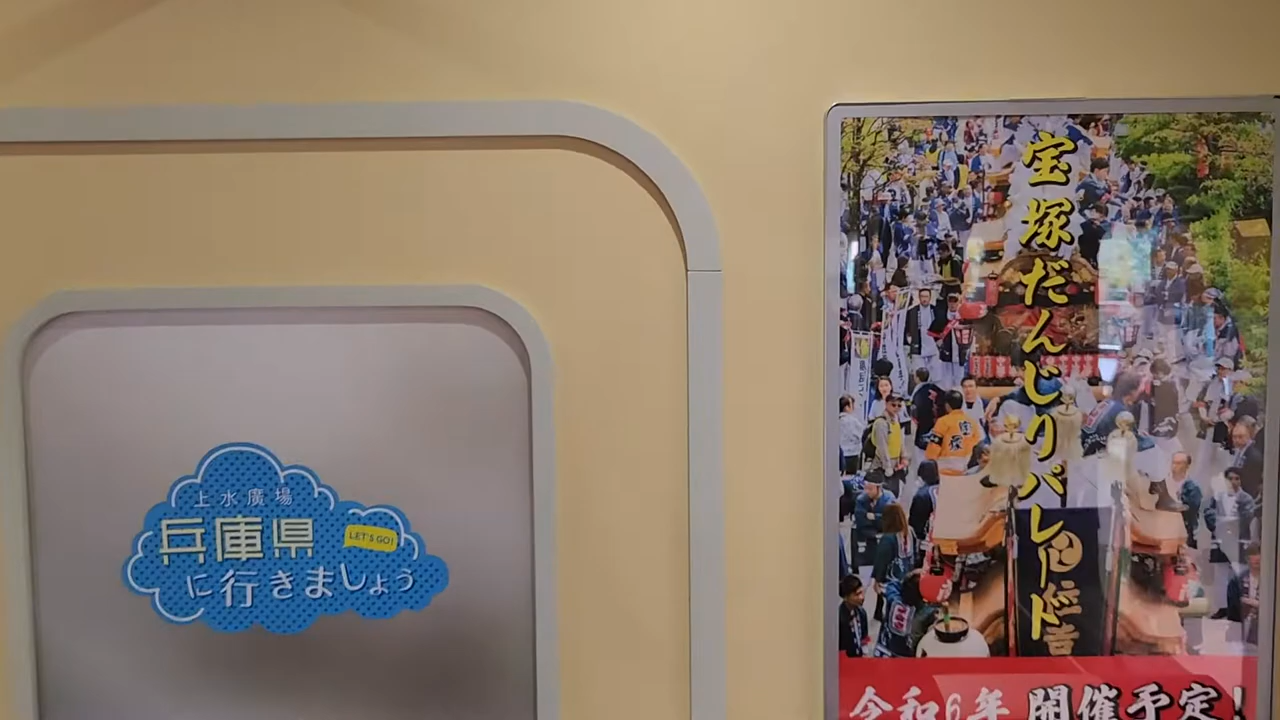 上水廣場
兵庫県
LET'S GO!
に行きましょう
宝塚だんじりパレード
令和6年 開催予定！